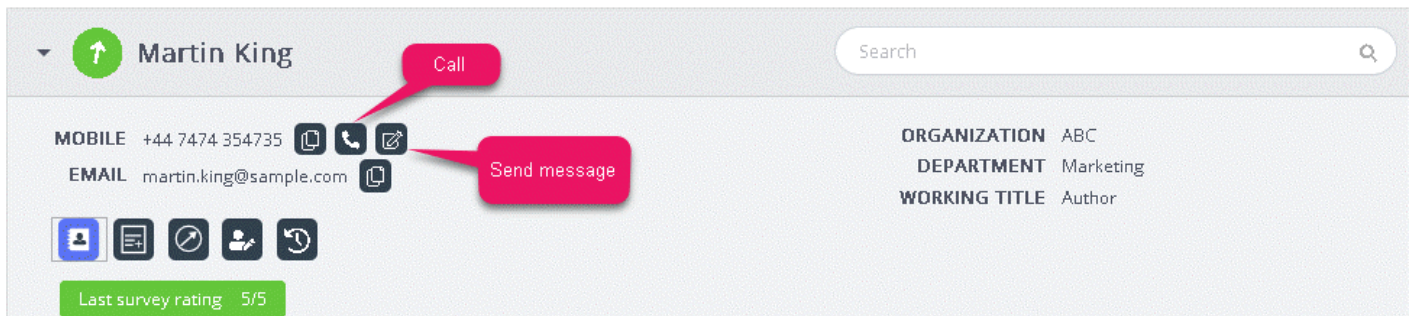 Martin King
Call
Search
MOBILE +44 7474 354735
EMAIL martin.king@sample.com
Send message
ORGANIZATION ABC
DEPARTMENT Marketing
WORKING TITLE Author
Last survey rating 5/5